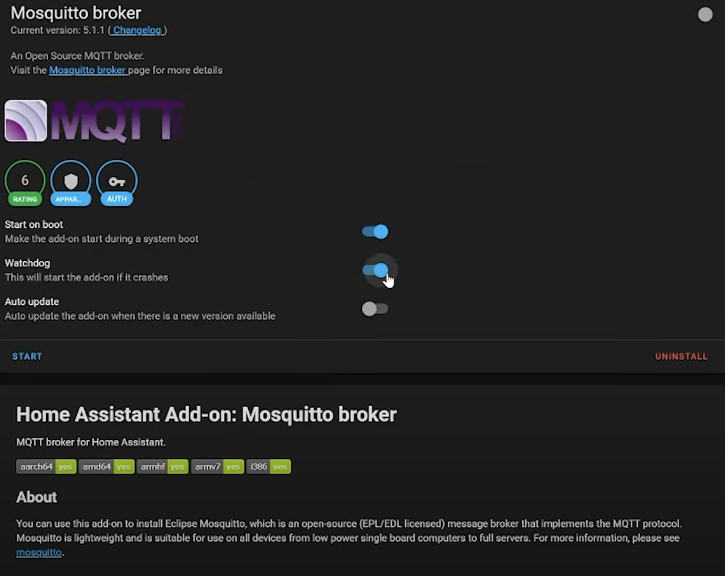 Mosquitto broker
Current version: 5.1.1 (Changelog)
An Open Source MQTT broker.
Visit the Mosquitto broker page for more details
MQTT
6
RATING
APPAR...
AUTH
Start on boot
Make the add-on start during a system boot
Watchdog
This will start the add-on if it crashes
Auto update
Auto update the add-on when there is a new version available
START
UNINSTALL
Home Assistant Add-on: Mosquitto broker
MQTT broker for Home Assistant.
aarch64 yes amd64 yes armhf yes armv7 yes i386 yes
About
You can use this add-on to install Eclipse Mosquitto, which is an open-source (EPL/EDL licensed) message broker that implements the MQTT protocol.
Mosquitto is lightweight and is suitable for use on all devices from low power single board computers to full servers. For more information, please see
mosquitto.